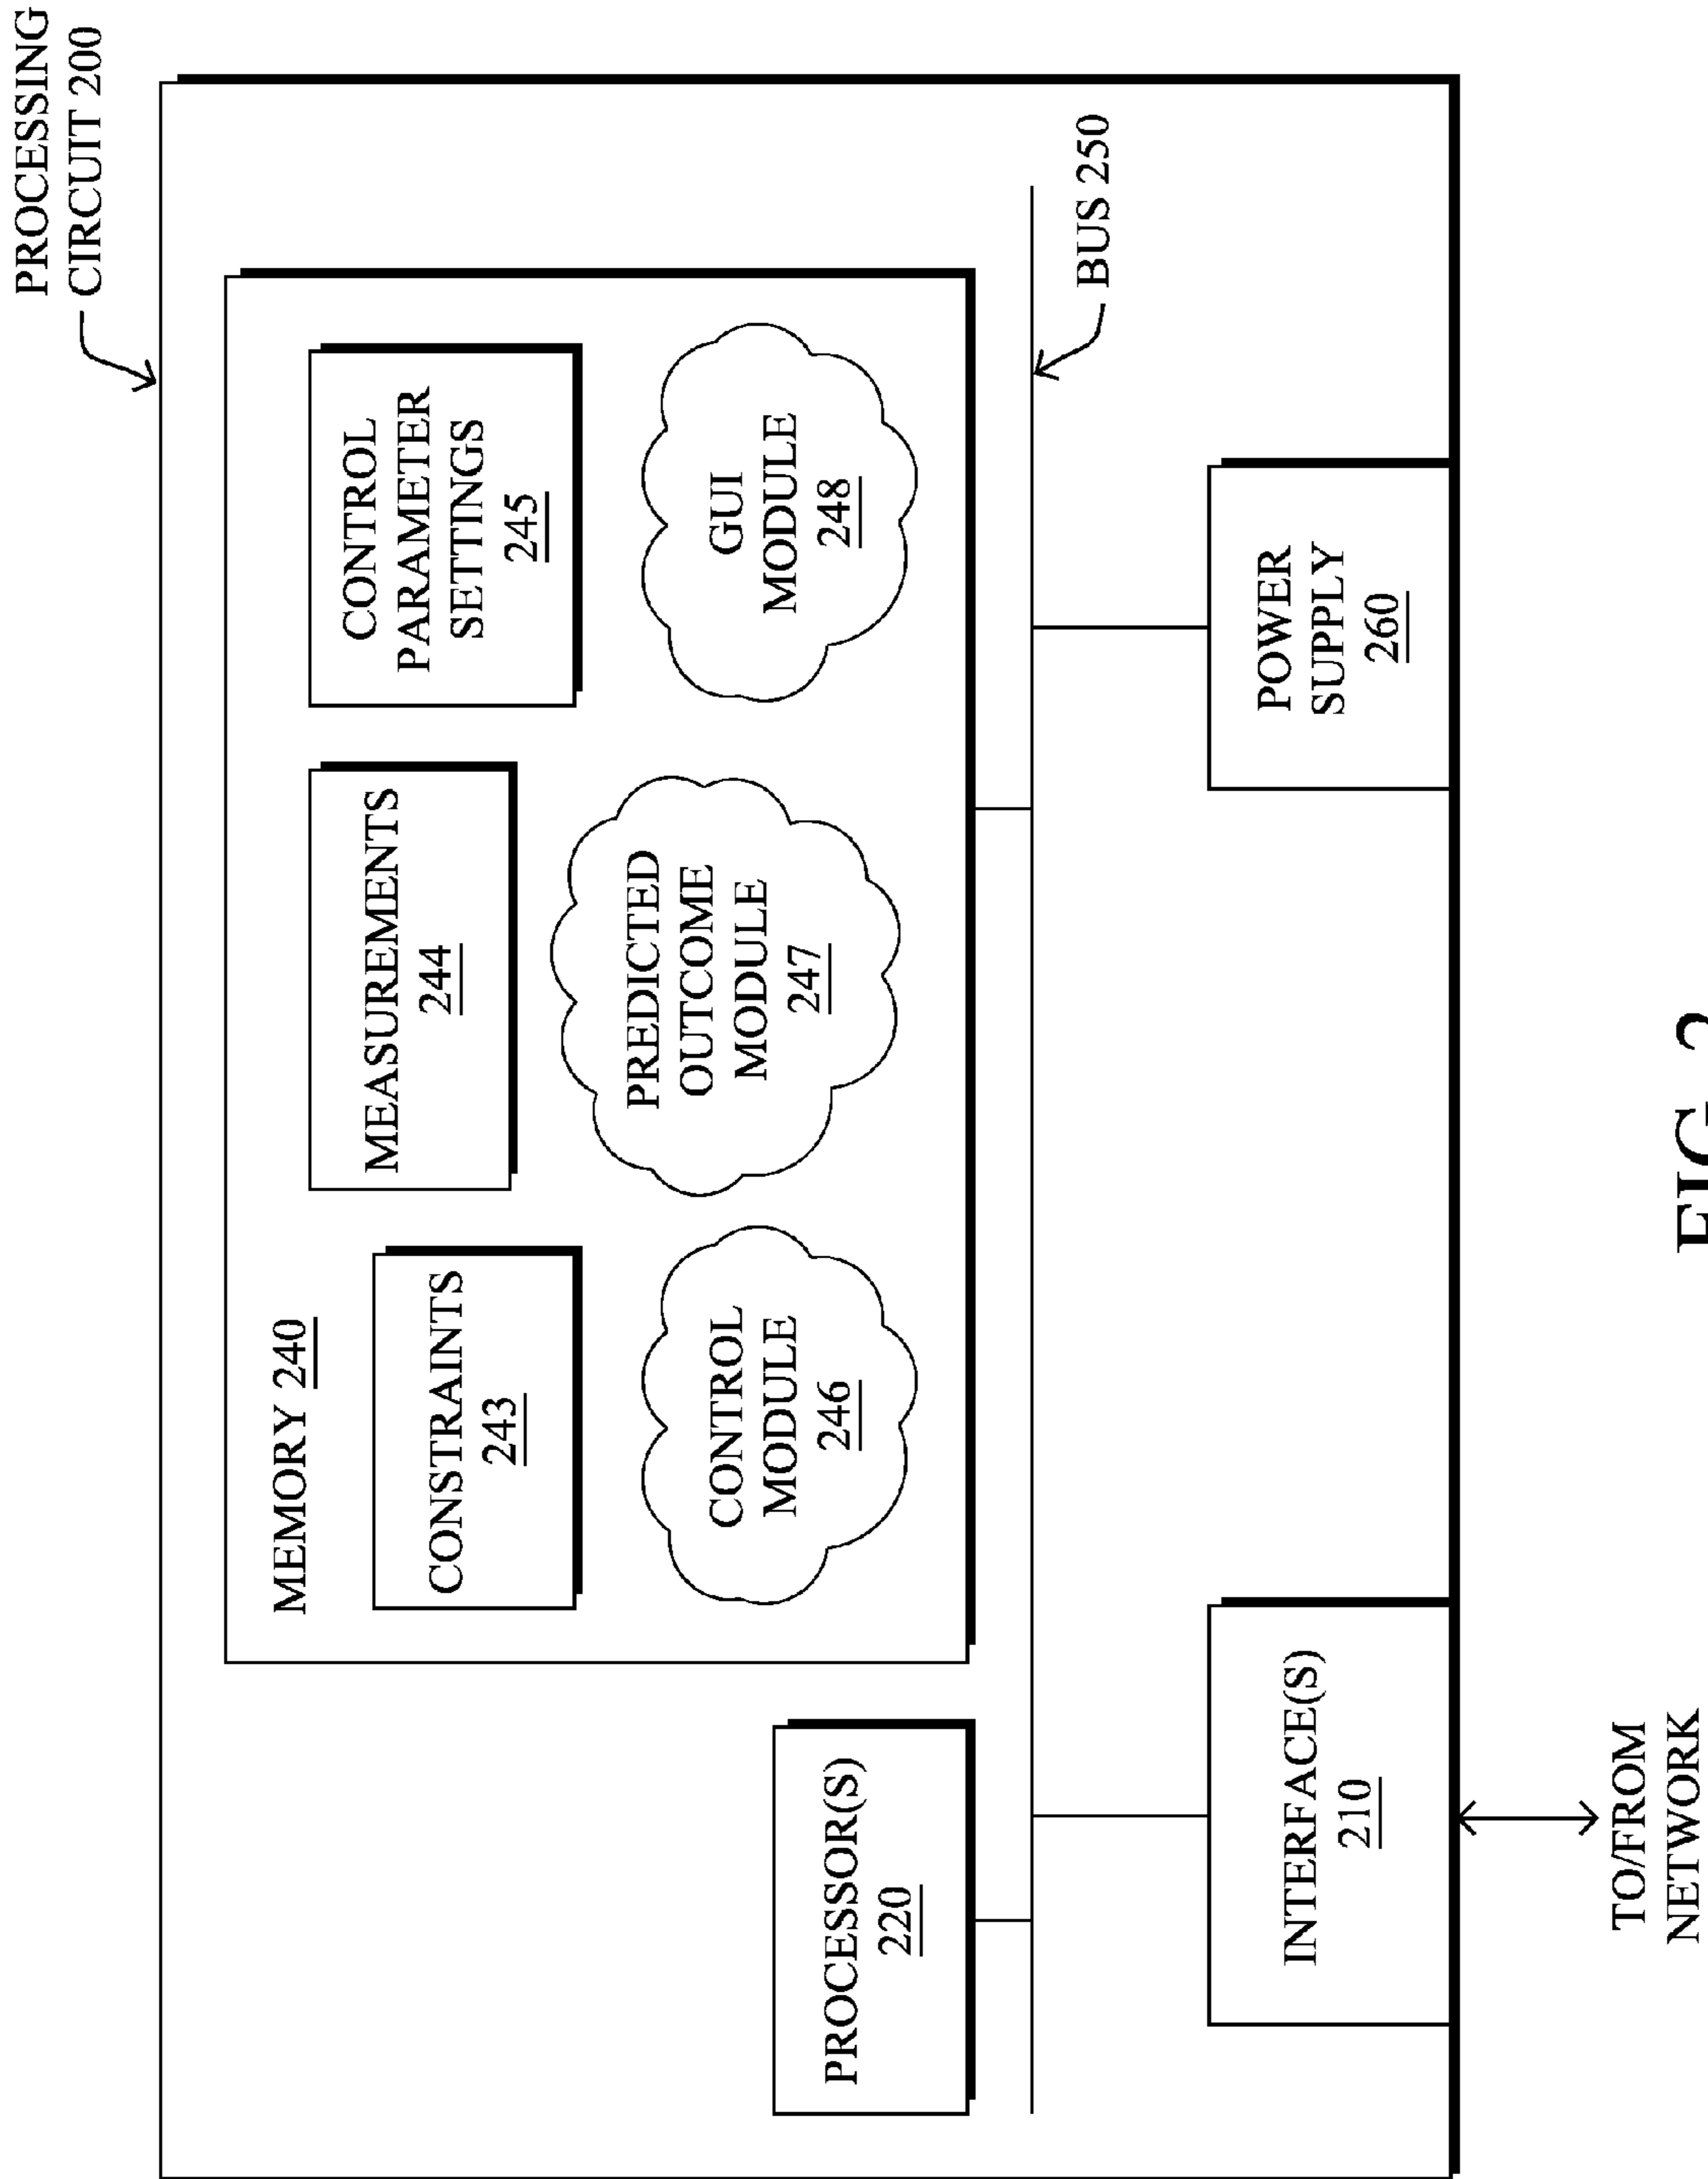 PROCESSING
CIRCUIT 200
MEMORY 240
CONSTRAINTS
243
MEASUREMENTS
244
CONTROL
PARAMETER
SETTINGS
245
CONTROL
MODULE
246
PREDICTED
OUTCOME
MODULE
247
GUI
MODULE
248
PROCESSOR(S)
220
BUS 250
INTERFACE(S)
210
POWER
SUPPLY
260
TO/FROM
NETWORK
FIG